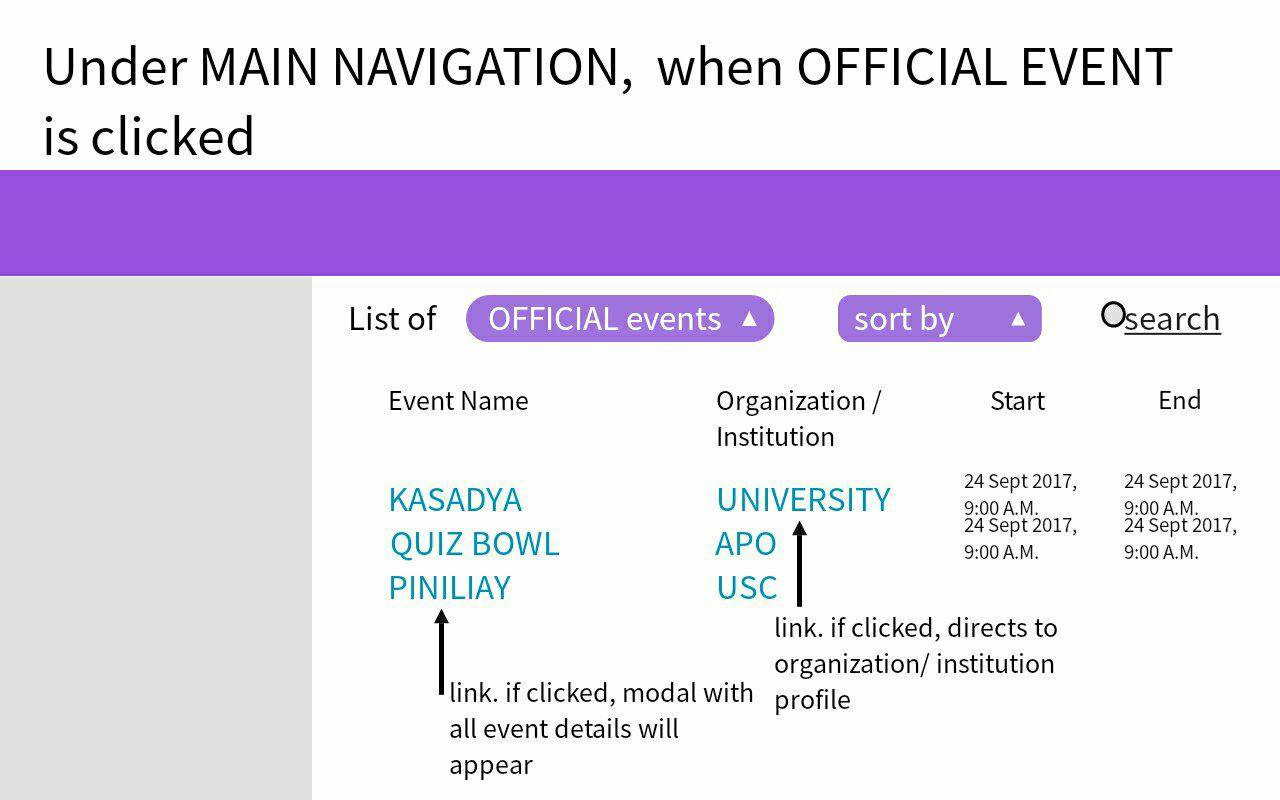 Under MAIN NAVIGATION, when OFFICIAL EVENT
is clicked
List of OFFICIAL events ▲ sort by ▲ search
Event Name Organization / Start End
Institution
KASADYA UNIVERSITY 24 Sept 2017, 24 Sept 2017,
9:00 A.M. 9:00 A.M.
QUIZ BOWL APO 24 Sept 2017, 24 Sept 2017,
9:00 A.M. 9:00 A.M.
PINILIAY USC
link. if clicked, directs to
organization/ institution
profile
link. if clicked, modal with
all event details will
appear